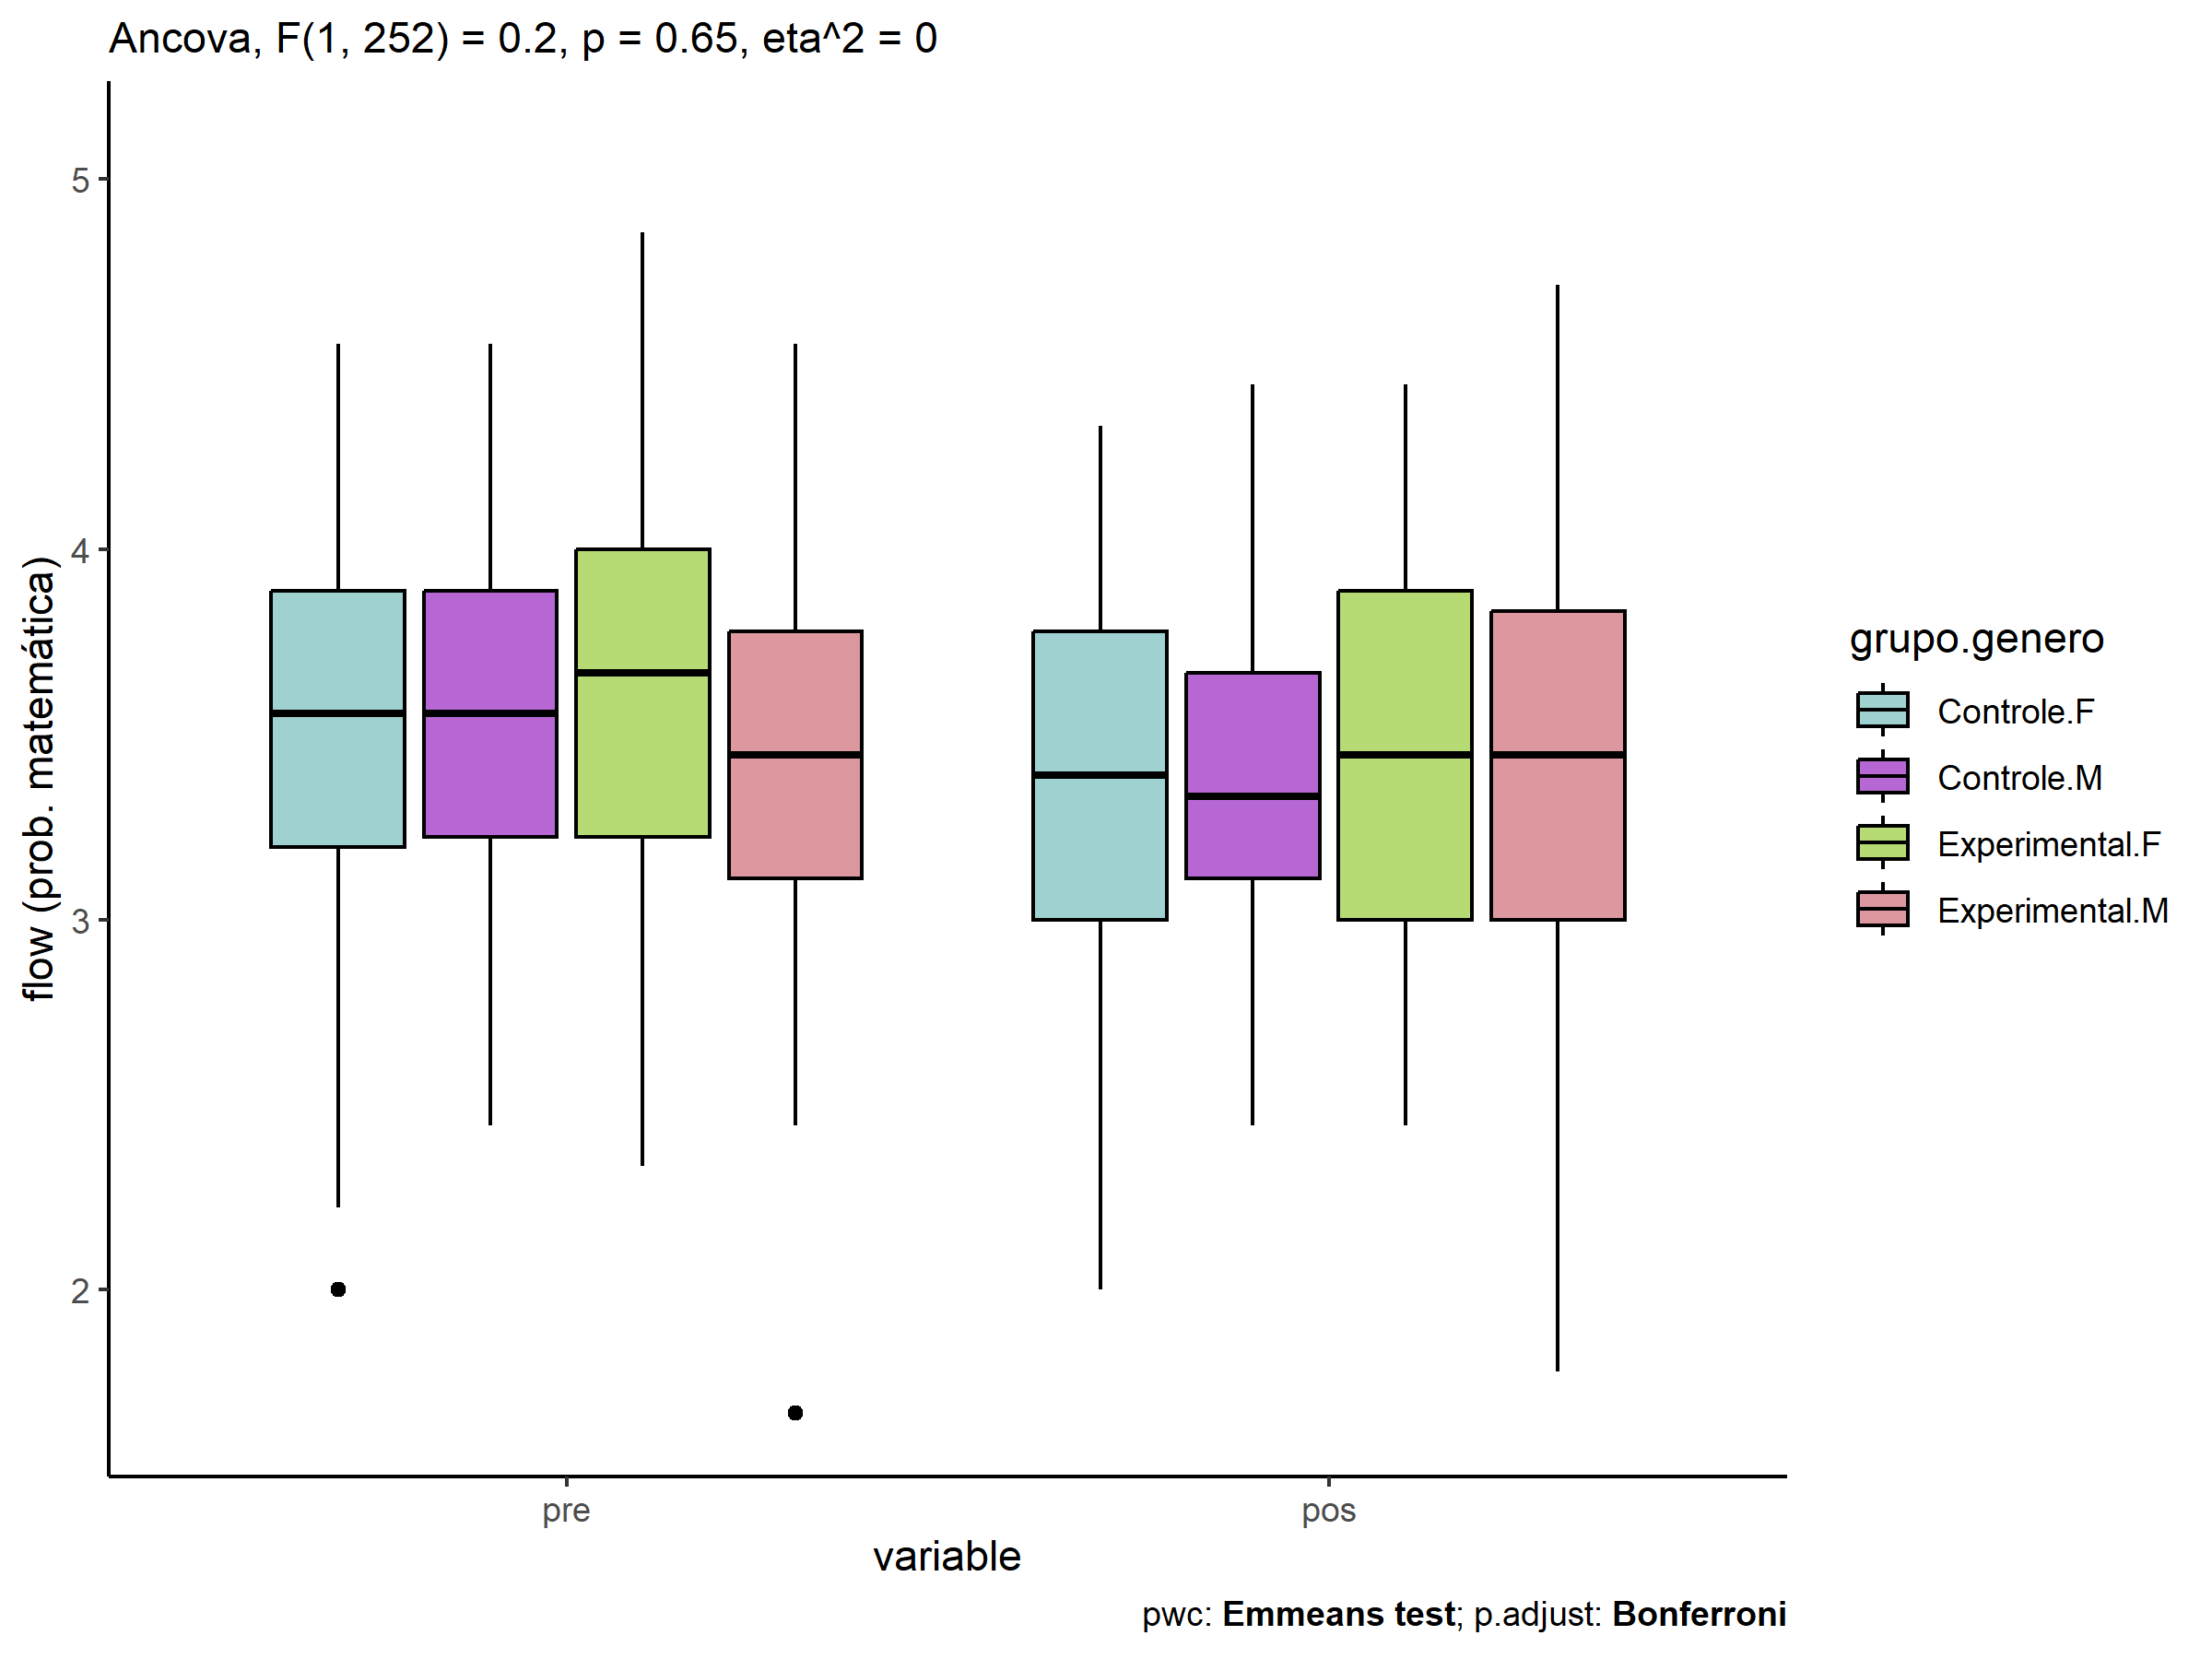 Ancova, F(1, 252) = 0.2, p = 0.65, eta^2 = 0
flow (prob. matemática)
5
4
3
2
pre
pos
variable
grupo.genero
Controle.F
Controle.M
Experimental.F
Experimental.M
pwc: Emmeans test; p.adjust: Bonferroni